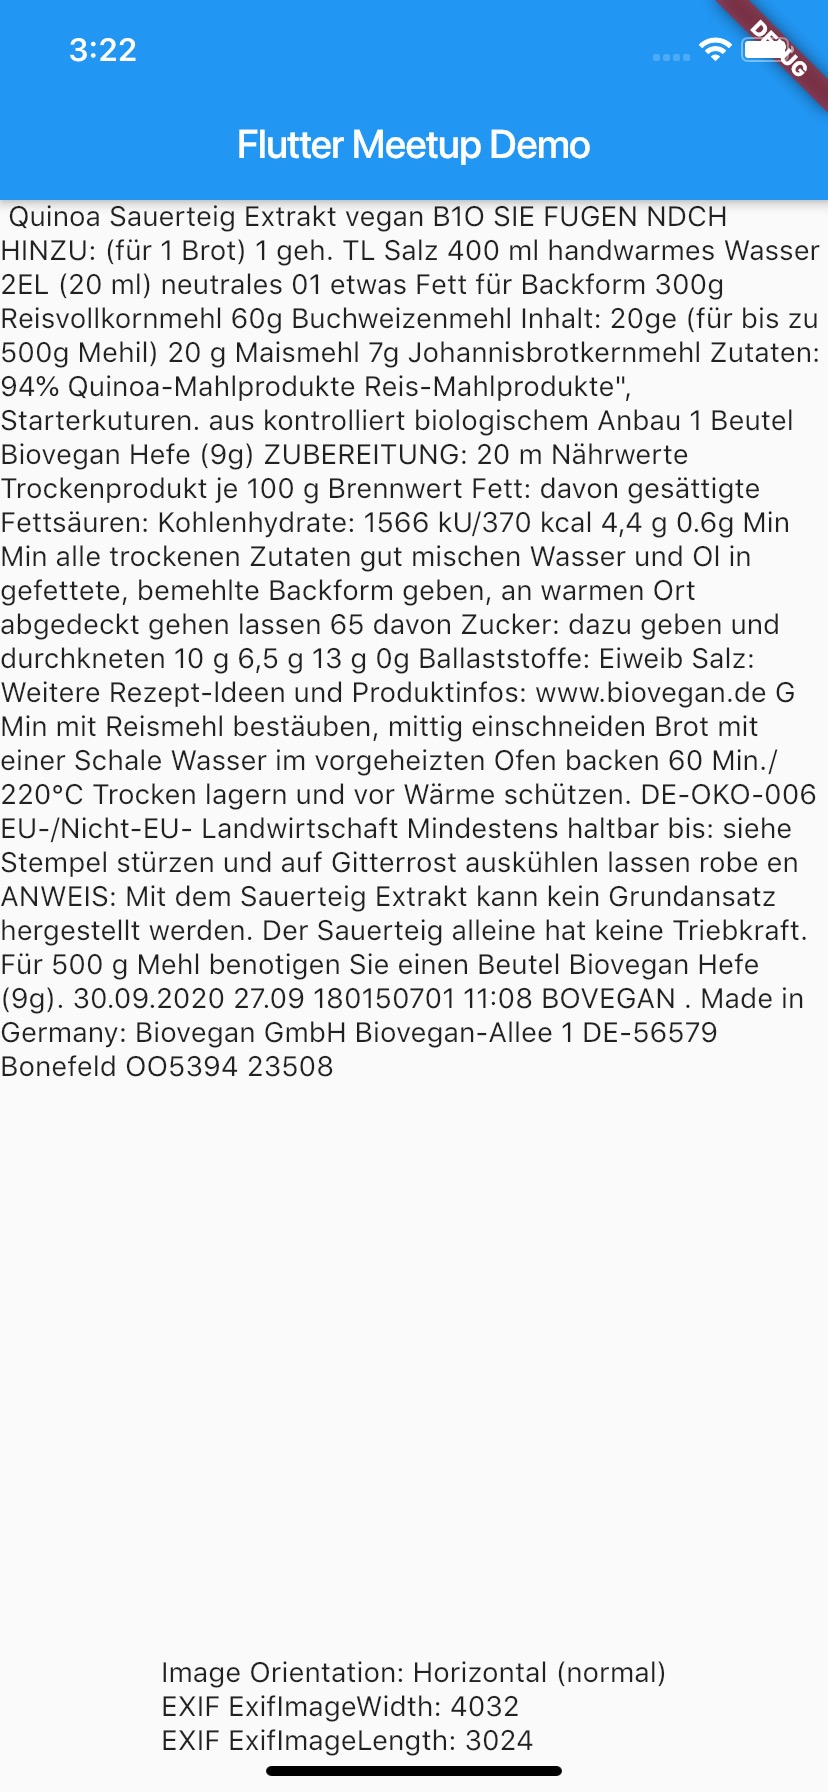 3:22
DEBUG
Flutter Meetup Demo
Quinoa Sauerteig Extrakt vegan B1O SIE FUGEN NDCH
HINZU: (für 1 Brot) 1 geh. TL Salz 400 ml handwarmes Wasser
2EL (20 ml) neutrales 01 etwas Fett für Backform 300g
Reisvollkornmehl 60g Buchweizenmehl Inhalt: 20ge (für bis zu
500g Mehil) 20 g Maismehl 7g Johannisbrotkernmehl Zutaten:
94% Quinoa-Mahlprodukte Reis-Mahlprodukte",
Starterkuturen. aus kontrolliert biologischem Anbau 1 Beutel
Biovegan Hefe (9g) ZUBEREITUNG: 20 m Nährwerte
Trockenprodukt je 100 g Brennwert Fett: davon gesättigte
Fettsäuren: Kohlenhydrate: 1566 kU/370 kcal 4,4 g 0.6g Min
Min alle trockenen Zutaten gut mischen Wasser und Ol in
gefettete, bemehlte Backform geben, an warmen Ort
abgedeckt gehen lassen 65 davon Zucker: dazu geben und
durchkneten 10 g 6,5 g 13 g 0g Ballaststoffe: Eiweib Salz:
Weitere Rezept-Ideen und Produktinfos: www.biovegan.de G
Min mit Reismehl bestäuben, mittig einschneiden Brot mit
einer Schale Wasser im vorgeheizten Ofen backen 60 Min./
220°C Trocken lagern und vor Wärme schützen. DE-OKO-006
EU-/Nicht-EU- Landwirtschaft Mindestens haltbar bis: siehe
Stempel stürzen und auf Gitterrost auskühlen lassen robe en
ANWEIS: Mit dem Sauerteig Extrakt kann kein Grundansatz
hergestellt werden. Der Sauerteig alleine hat keine Triebkraft.
Für 500 g Mehl benotigen Sie einen Beutel Biovegan Hefe
(9g). 30.09.2020 27.09 180150701 11:08 BOVEGAN . Made in
Germany: Biovegan GmbH Biovegan-Allee 1 DE-56579
Bonefeld OO5394 23508
Image Orientation: Horizontal (normal)
EXIF ExifImageWidth: 4032
EXIF ExifImageLength: 3024